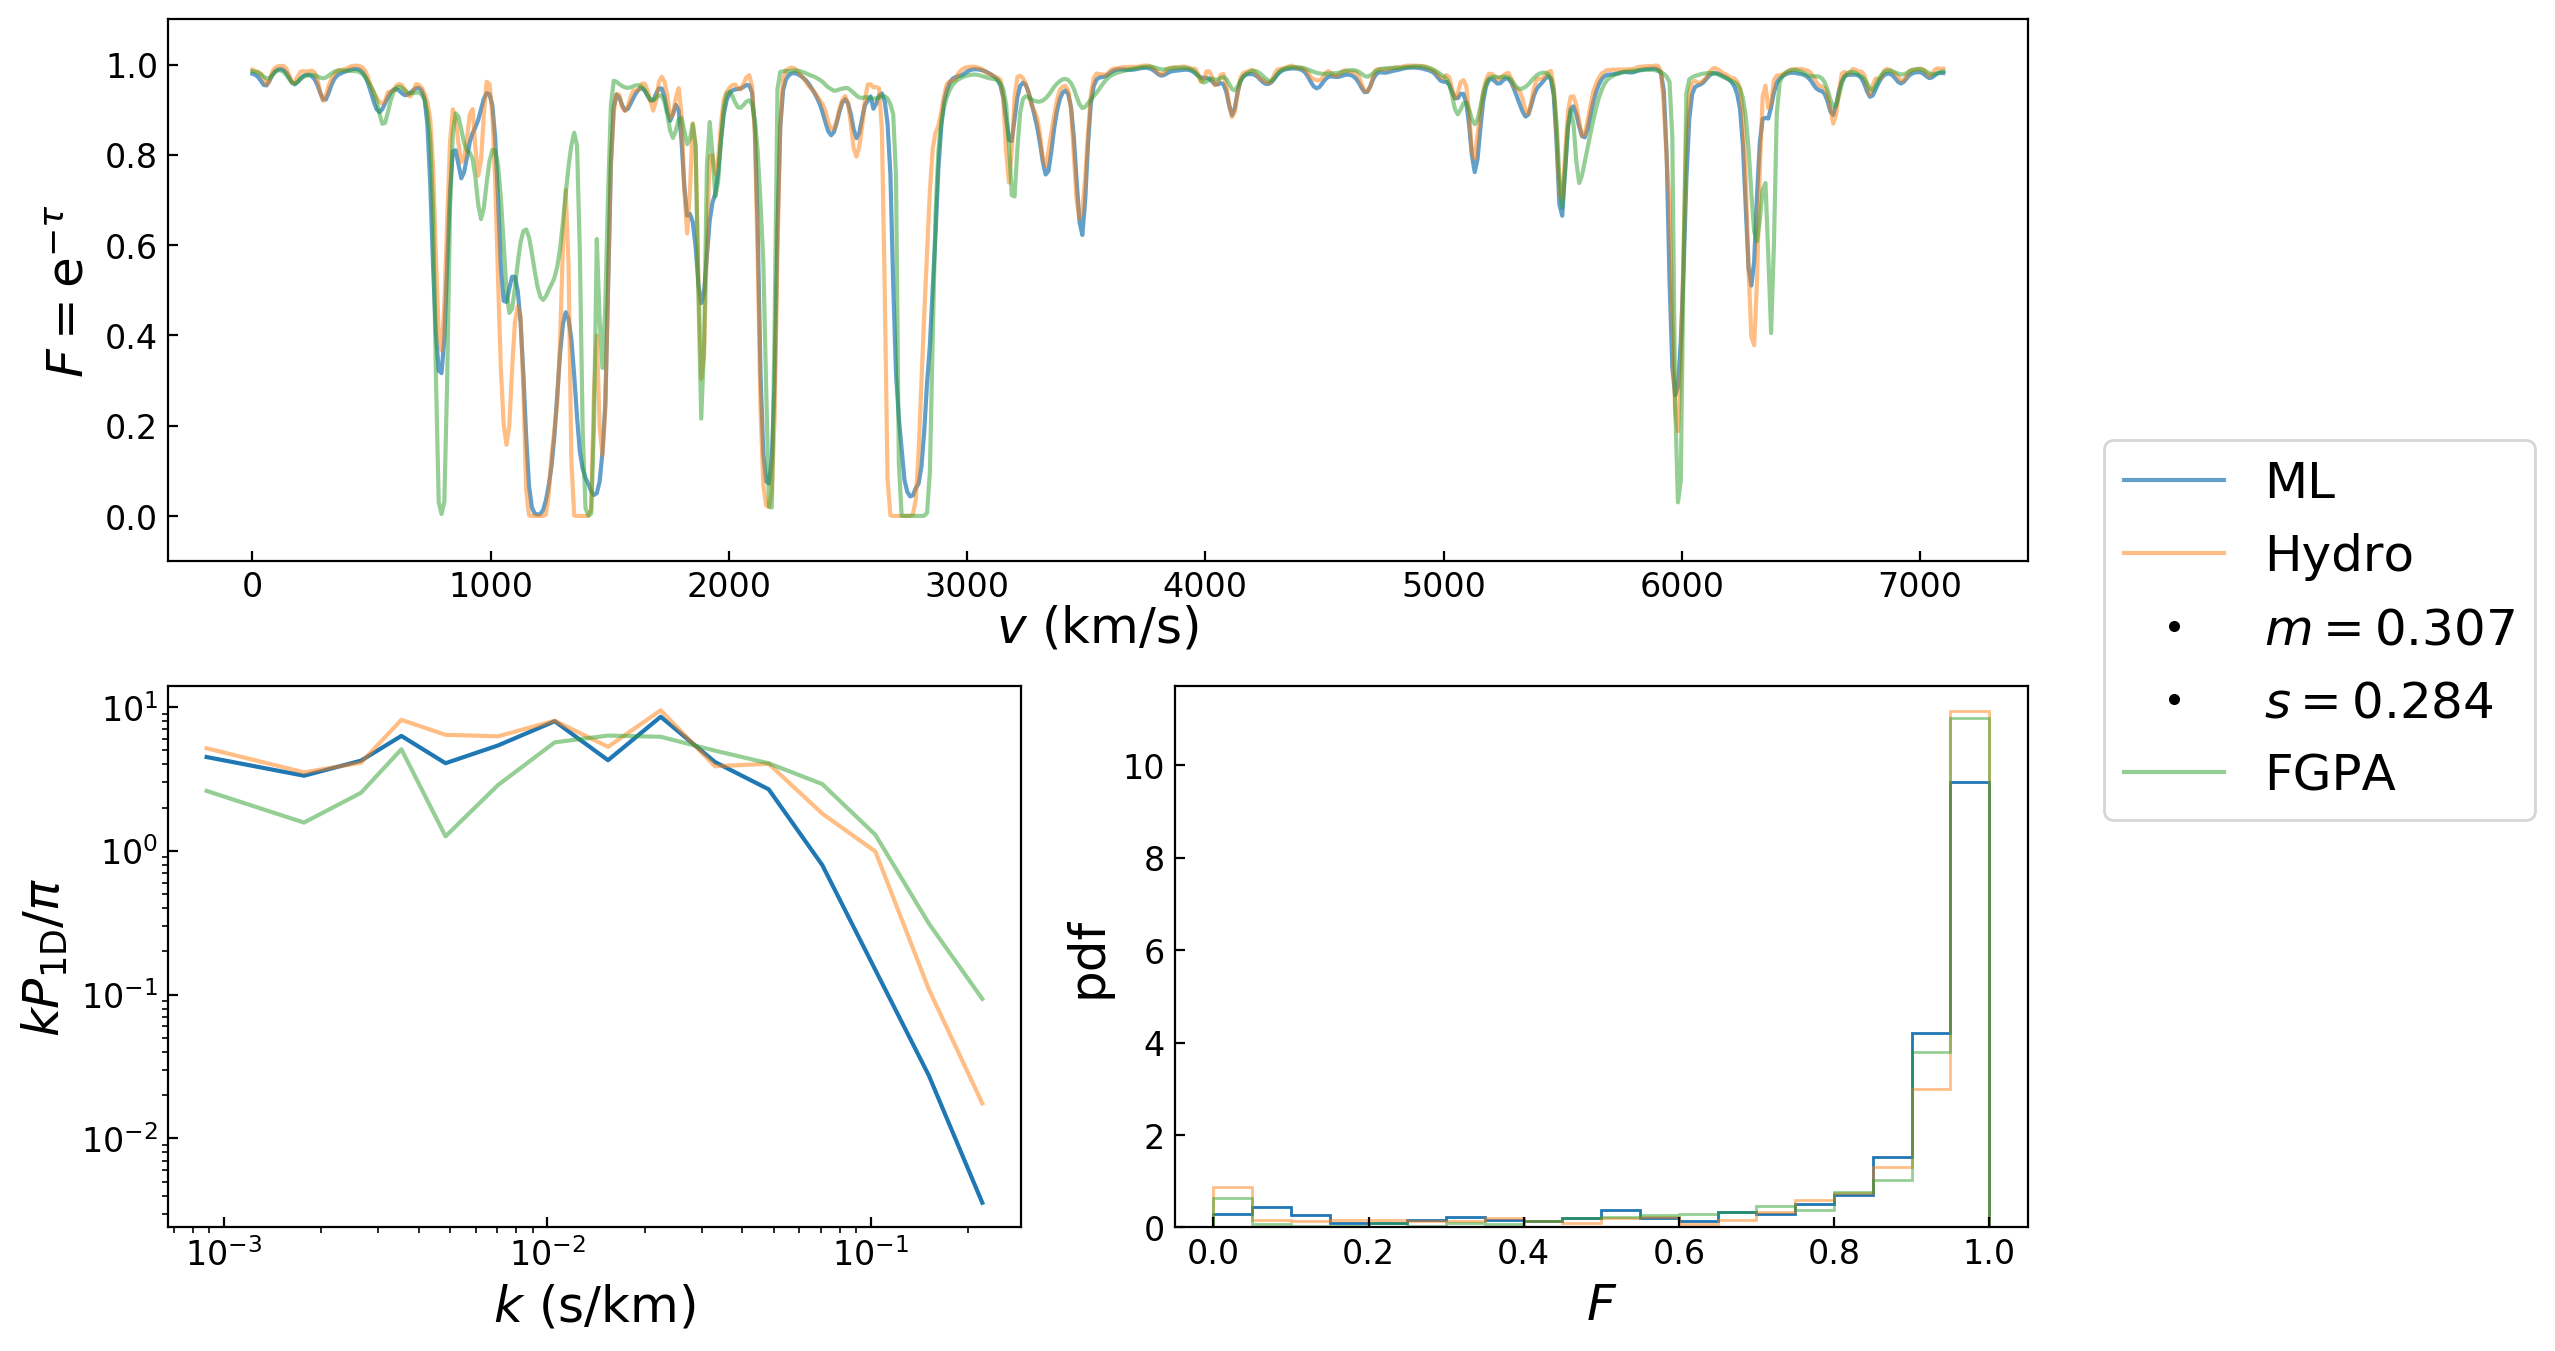 F = e^{-τ}
1.0
0.8
0.6
0.4
0.2
0.0
0 1000 2000 3000 4000 5000 6000 7000
v (km/s)
ML
Hydro
m = 0.307
s = 0.284
FGPA
kP_{1D}/π
10^1
10^0
10^{-1}
10^{-2}
10^{-3} 10^{-2} 10^{-1}
k (s/km)
pdf
10
8
6
4
2
0
0.0 0.2 0.4 0.6 0.8 1.0
F